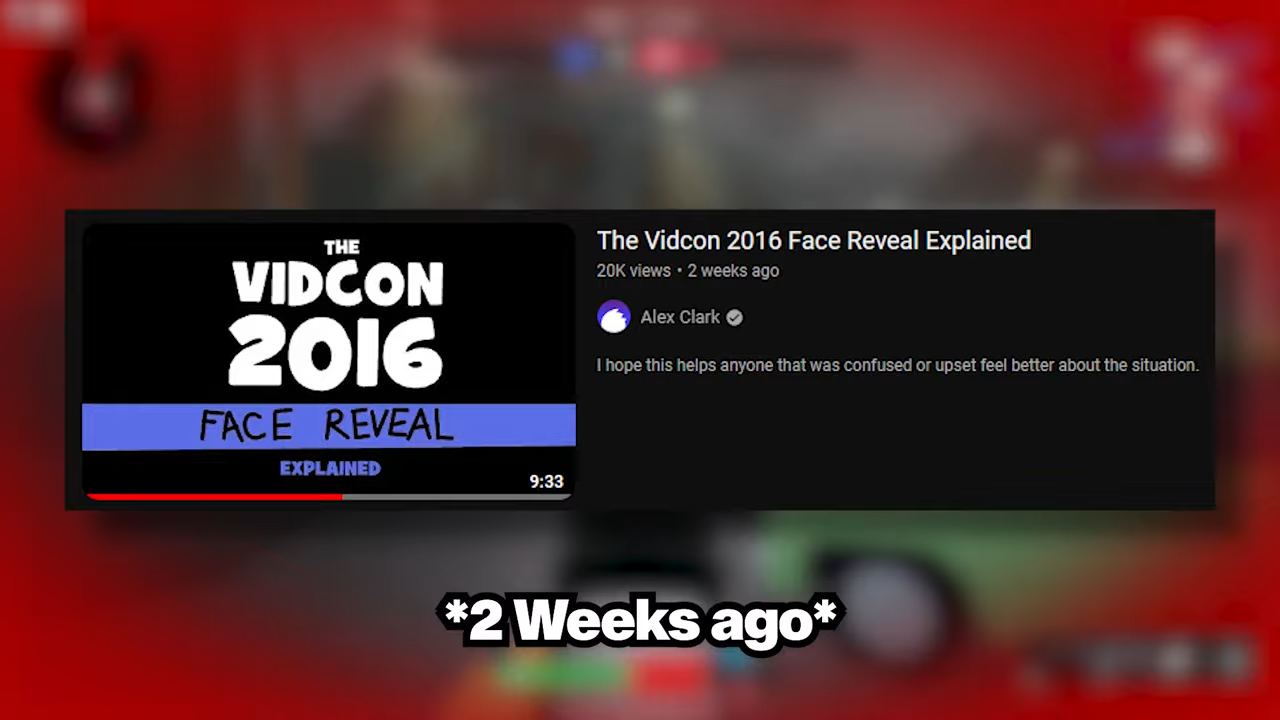 THE
VIDCON
2016
FACE REVEAL
EXPLAINED
9:33
The Vidcon 2016 Face Reveal Explained
20K views • 2 weeks ago
Alex Clark
I hope this helps anyone that was confused or upset feel better about the situation.
*2 Weeks ago*